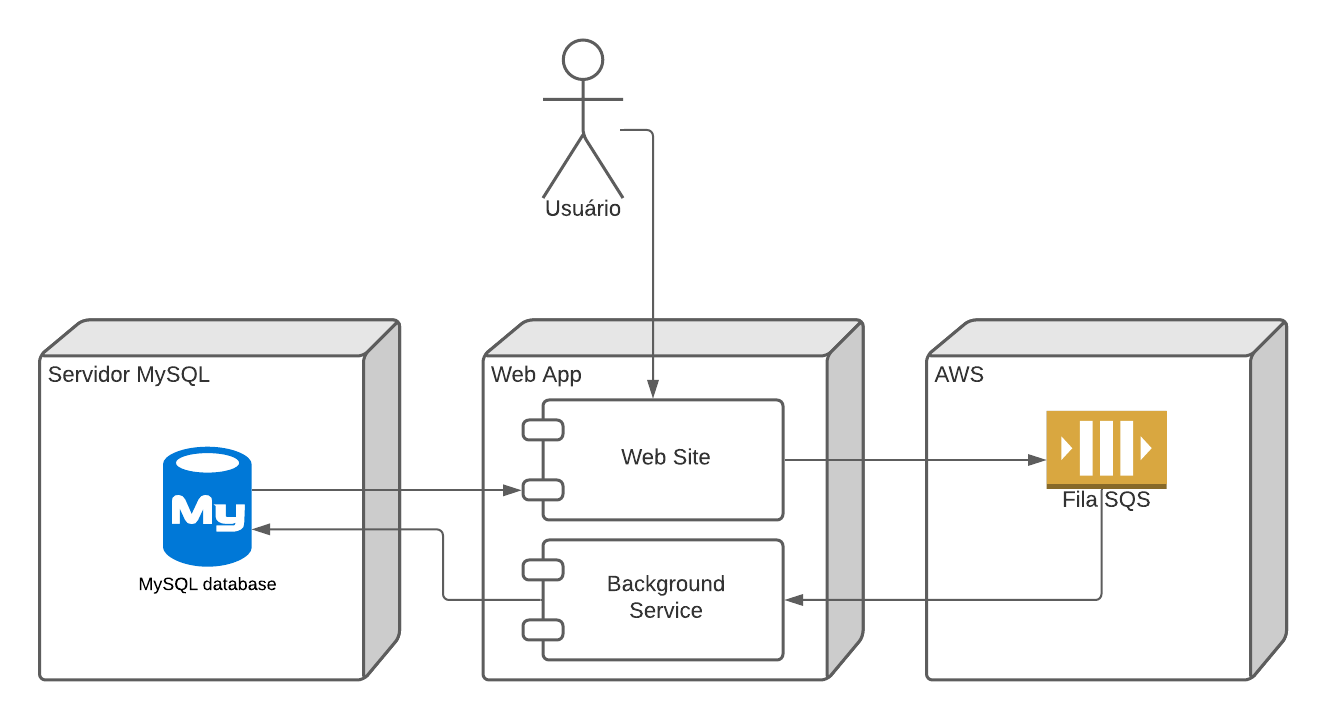 Usuário
Servidor MySQL
Web App
AWS
Web Site
My
Fila SQS
MySQL database
Background
Service